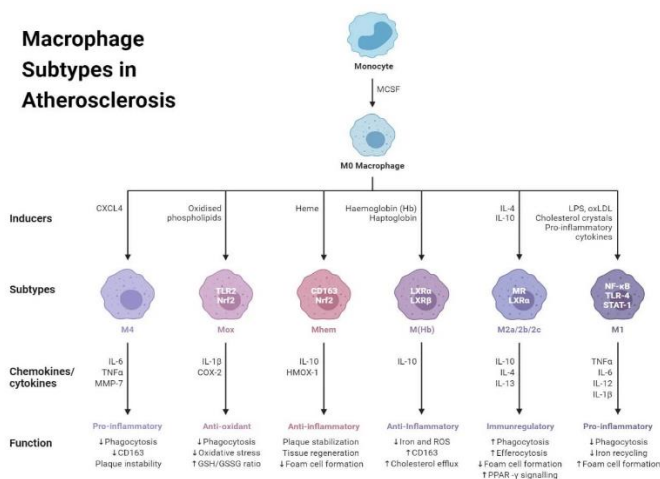 Macrophage
Subtypes in
Atherosclerosis
Monocyte
MCSF
M0 Macrophage
Inducers
CXCL4
Oxidised
phospholipids
Heme
Haemoglobin (Hb)
Haptoglobin
IL-4
IL-10
LPS, oxLDL
Cholesterol crystals
Pro-inflammatory
cytokines
Subtypes
M4
TLR2
Nrf2
Mox
CD163
Nrf2
Mhem
LXRα
LXRβ
M(Hb)
MR
LXRα
M2a/2b/2c
NF-κB
TLR-4
STAT-1
M1
Chemokines/
cytokines
IL-6
TNFα
MMP-7
IL-1β
COX-2
IL-10
HMOX-1
IL-10
IL-10
IL-4
IL-13
TNFα
IL-6
IL-12
IL-1β
Function
Pro-inflammatory
↓Phagocytosis
↓CD163
Plaque instability
Anti-oxidant
↓Phagocytosis
↓Oxidative stress
↑GSH/GSSG ratio
Anti-inflammatory
Plaque stabilization
Tissue regeneration
↓Foam cell formation
Anti-Inflammatory
↓Iron and ROS
↑CD163
↑Cholesterol efflux
Immunregulatory
↑Phagocytosis
↑Efferocytosis
↓Foam cell formation
↑PPAR -γ signalling
Pro-inflammatory
↓Phagocytosis
↓Iron recycling
↑Foam cell formation